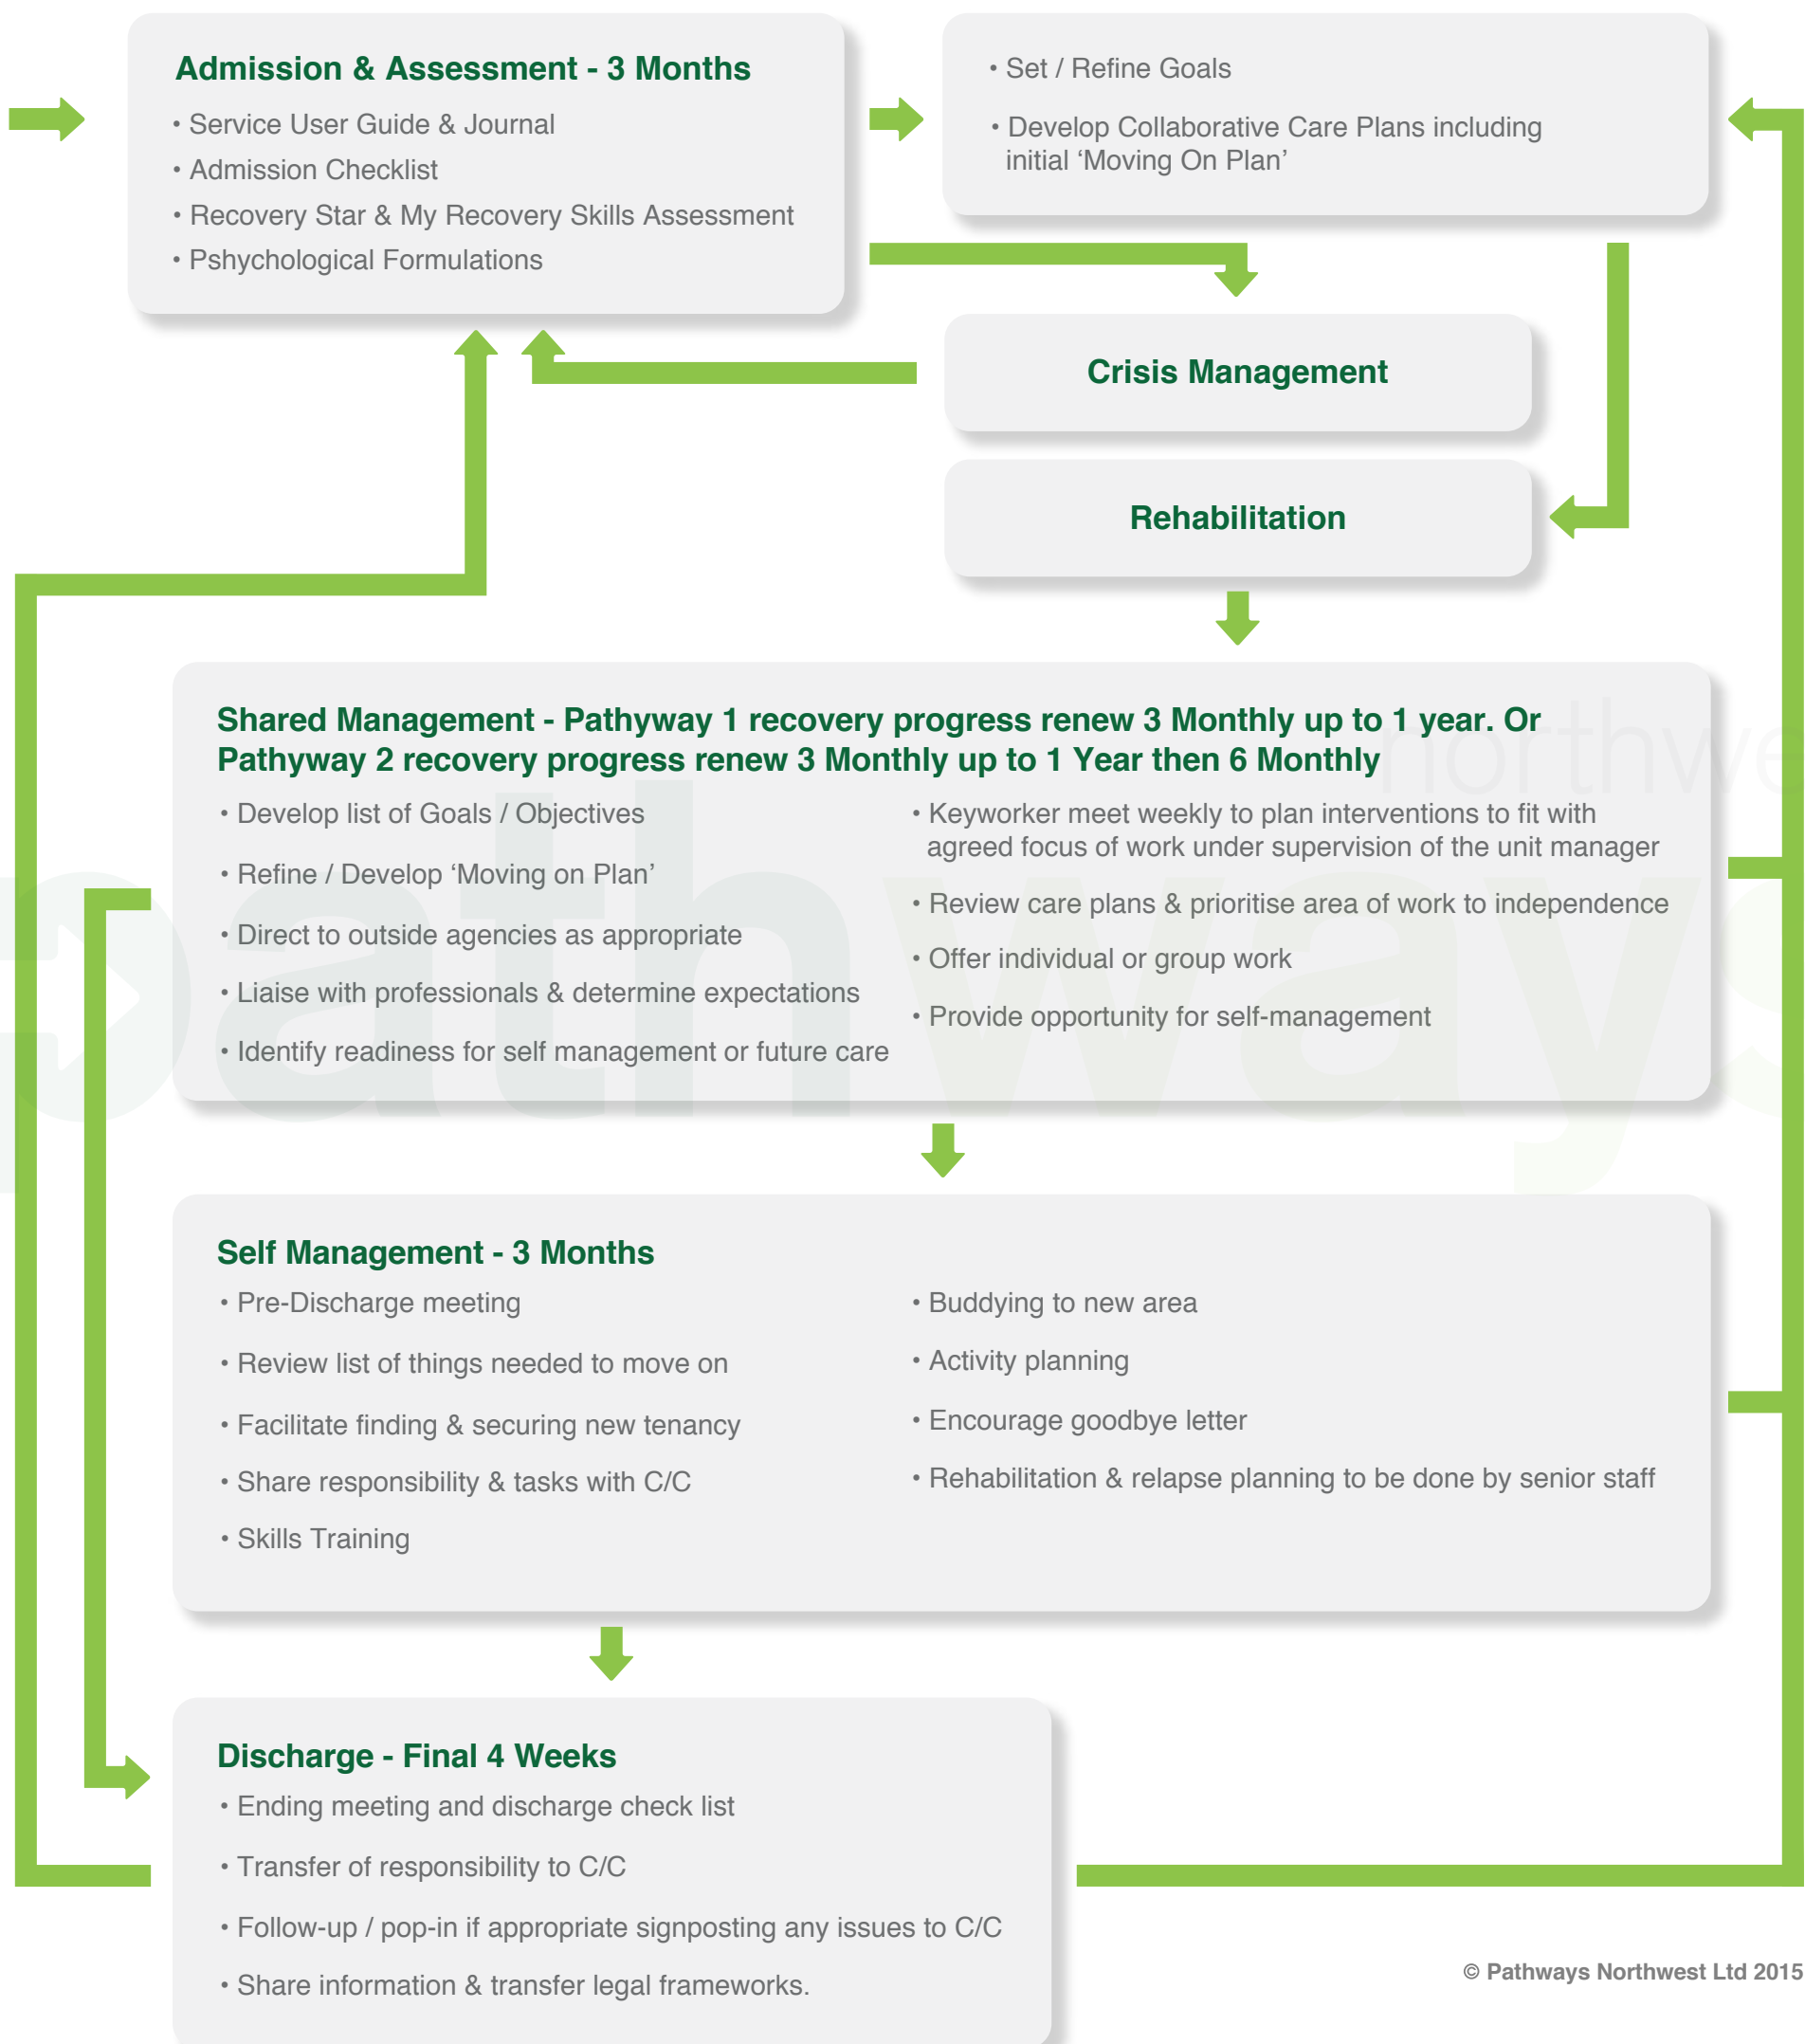 Admission & Assessment - 3 Months
• Service User Guide & Journal
• Admission Checklist
• Recovery Star & My Recovery Skills Assessment
• Pshychological Formulations
• Set / Refine Goals
• Develop Collaborative Care Plans including
initial ‘Moving On Plan’
Crisis Management
Rehabilitation
Shared Management - Pathyway 1 recovery progress renew 3 Monthly up to 1 year. Or
Pathyway 2 recovery progress renew 3 Monthly up to 1 Year then 6 Monthly
• Develop list of Goals / Objectives
• Refine / Develop ‘Moving on Plan’
• Direct to outside agencies as appropriate
• Liaise with professionals & determine expectations
• Identify readiness for self management or future care
• Keyworker meet weekly to plan interventions to fit with
agreed focus of work under supervision of the unit manager
• Review care plans & prioritise area of work to independence
• Offer individual or group work
• Provide opportunity for self-management
northwe
pathways
Self Management - 3 Months
• Pre-Discharge meeting
• Review list of things needed to move on
• Facilitate finding & securing new tenancy
• Share responsibility & tasks with C/C
• Skills Training
• Buddying to new area
• Activity planning
• Encourage goodbye letter
• Rehabilitation & relapse planning to be done by senior staff
Discharge - Final 4 Weeks
• Ending meeting and discharge check list
• Transfer of responsibility to C/C
• Follow-up / pop-in if appropriate signposting any issues to C/C
• Share information & transfer legal frameworks.
© Pathways Northwest Ltd 2015